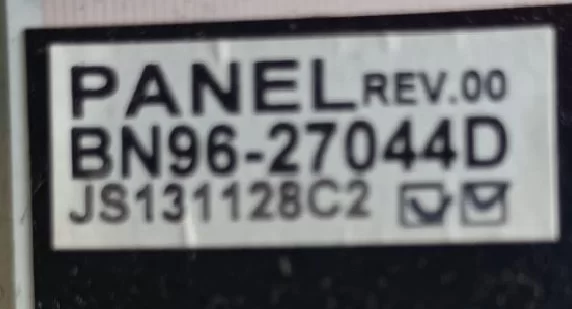 PANEL REV.00
BN96-27044D
JS131128C2